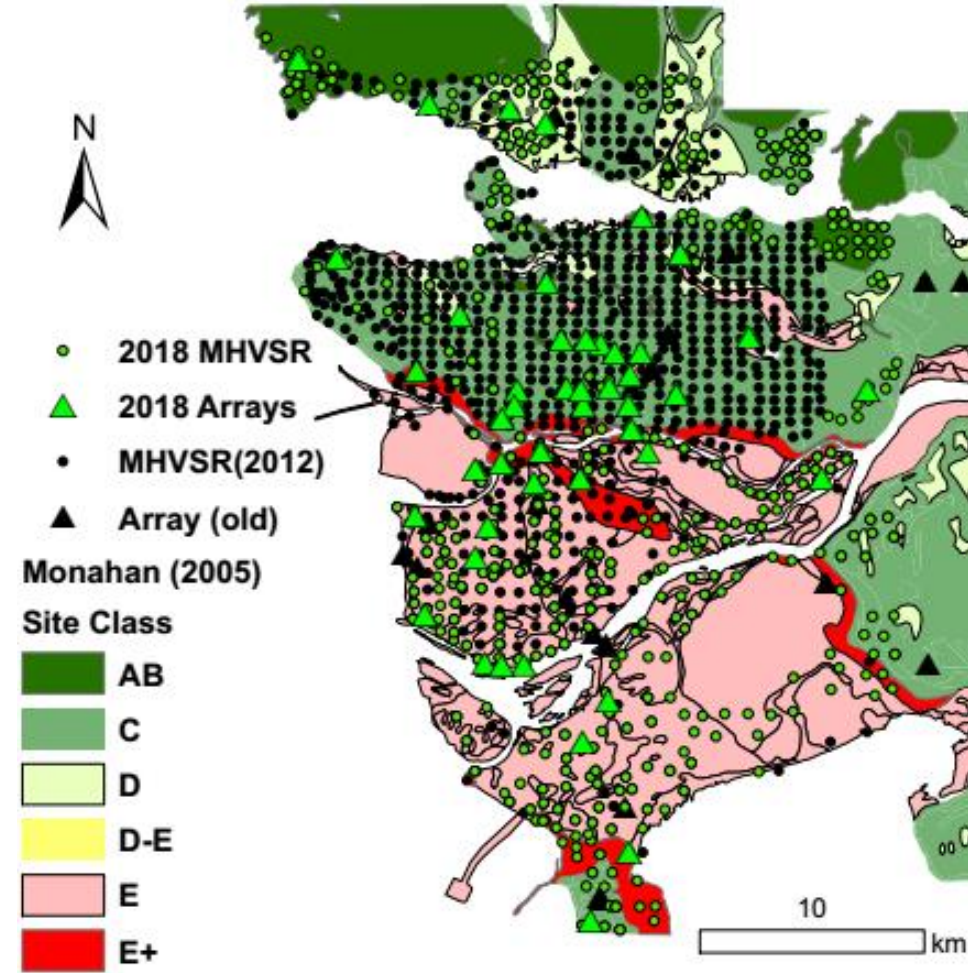 N
2018 MHVSR
2018 Arrays
MHVSR(2012)
Array (old)
Monahan (2005)
Site Class
AB
C
D
D-E
E
E+
10
km